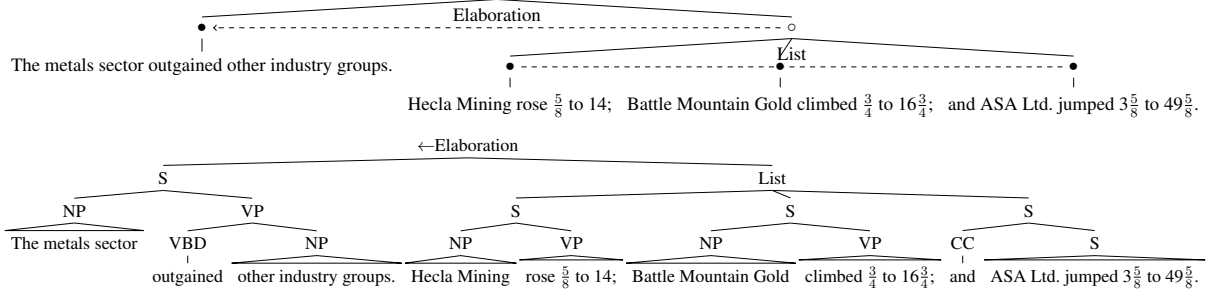 Elaboration
The metals sector outgained other industry groups.
List
Hecla Mining rose 5/8 to 14; Battle Mountain Gold climbed 3/4 to 16 3/4; and ASA Ltd. jumped 3 5/8 to 49 5/8.
←Elaboration
S List
NP VP S S S
The metals sector VBD NP NP VP NP VP CC S
outgained other industry groups. Hecla Mining rose 5/8 to 14; Battle Mountain Gold climbed 3/4 to 16 3/4; and ASA Ltd. jumped 3 5/8 to 49 5/8.